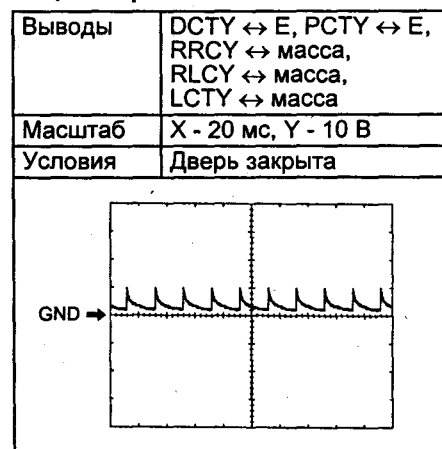 Выводы DCTY ↔ E, PCTY ↔ E,
RRCY ↔ масса,
RLCY ↔ масса,
LCTY ↔ масса
Масштаб X - 20 мс, Y - 10 В
Условия Дверь закрыта
GND →